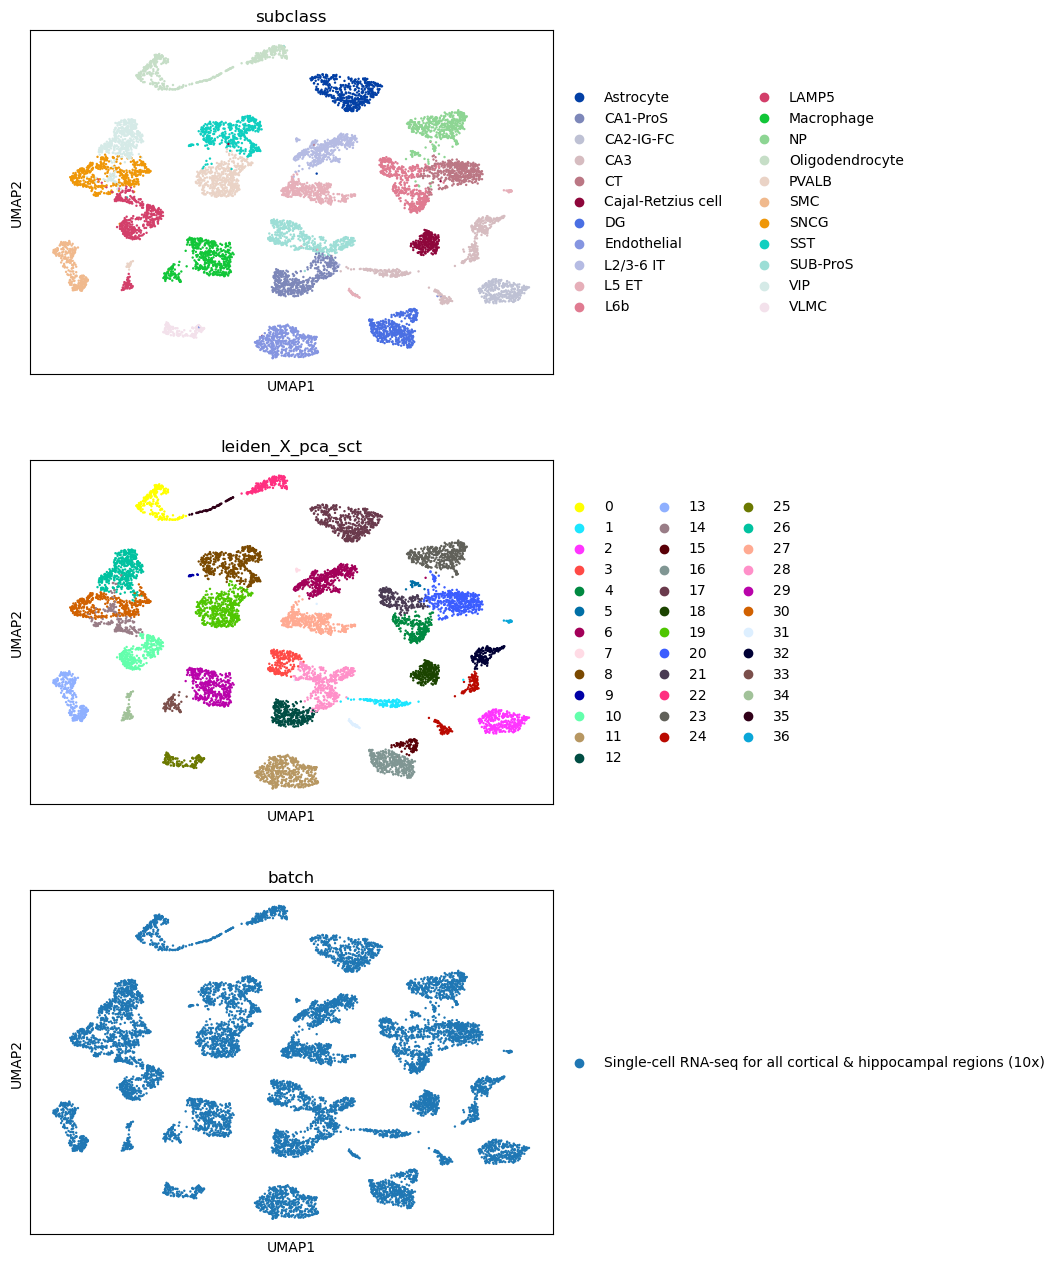 subclass
UMAP2
UMAP1
Astrocyte
CA1-ProS
CA2-IG-FC
CA3
CT
Cajal-Retzius cell
DG
Endothelial
L2/3-6 IT
L5 ET
L6b
LAMP5
Macrophage
NP
Oligodendrocyte
PVALB
SMC
SNCG
SST
SUB-ProS
VIP
VLMC
leiden_X_pca_sct
UMAP2
UMAP1
0
1
2
3
4
5
6
7
8
9
10
11
12
13
14
15
16
17
18
19
20
21
22
23
24
25
26
27
28
29
30
31
32
33
34
35
36
batch
UMAP2
UMAP1
Single-cell RNA-seq for all cortical & hippocampal regions (10x)